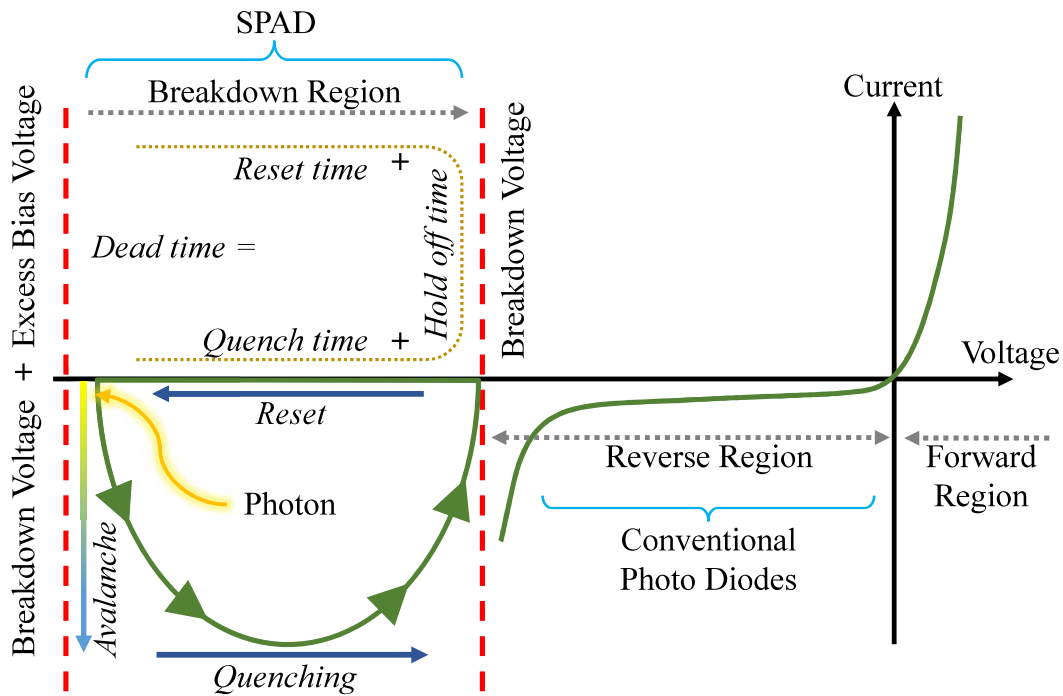 SPAD
Breakdown Region
Current
Breakdown Voltage + Excess Bias Voltage
Reset time +
Hold off time
Dead time =
Quench time +
Breakdown Voltage
Voltage
Reset
Reverse Region
Forward
Region
Photon
Avalanche
Conventional
Photo Diodes
Quenching